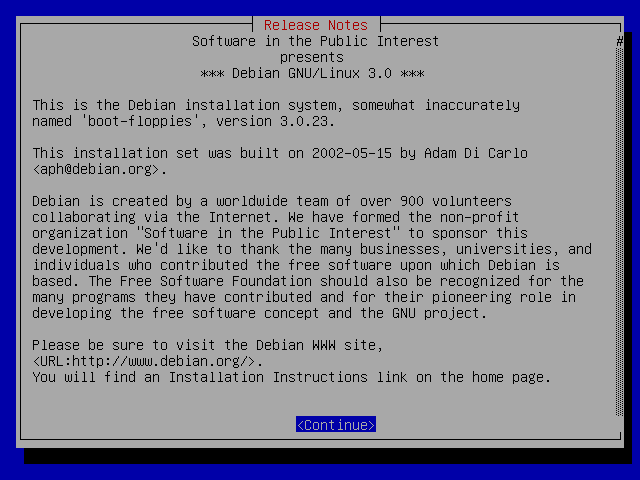 Release Notes
Software in the Public Interest
presents
*** Debian GNU/Linux 3.0 ***
This is the Debian installation system, somewhat inaccurately
named 'boot-floppies', version 3.0.23.
This installation set was built on 2002-05-15 by Adam Di Carlo
<aph@debian.org>.
Debian is created by a worldwide team of over 900 volunteers
collaborating via the Internet. We have formed the non-profit
organization "Software in the Public Interest" to sponsor this
development. We'd like to thank the many businesses, universities, and
individuals who contributed the free software upon which Debian is
based. The Free Software Foundation should also be recognized for the
many programs they have contributed and for their pioneering role in
developing the free software concept and the GNU project.
Please be sure to visit the Debian WWW site,
<URL:http://www.debian.org/>.
You will find an Installation Instructions link on the home page.
<Continue>